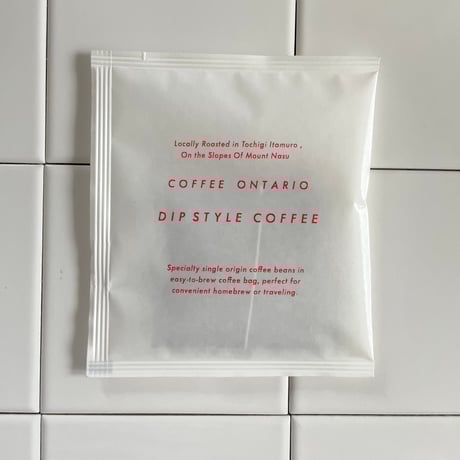 Locally Roasted in Tochigi Itamuro ,
On the Slopes Of Mount Nasu
COFFEE ONTARIO
DIP STYLE COFFEE
Specialty single origin coffee beans in
easy-to-brew coffee bag, perfect for
convenient homebrew or traveling.